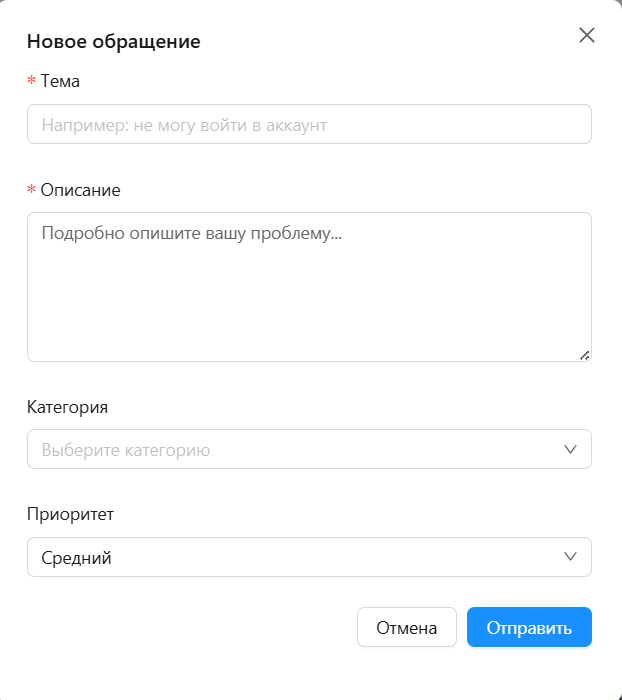 Новое обращение
* Тема
Например: не могу войти в аккаунт
* Описание
Подробно опишите вашу проблему...
Категория
Выберите категорию
Приоритет
Средний
Отмена
Отправить